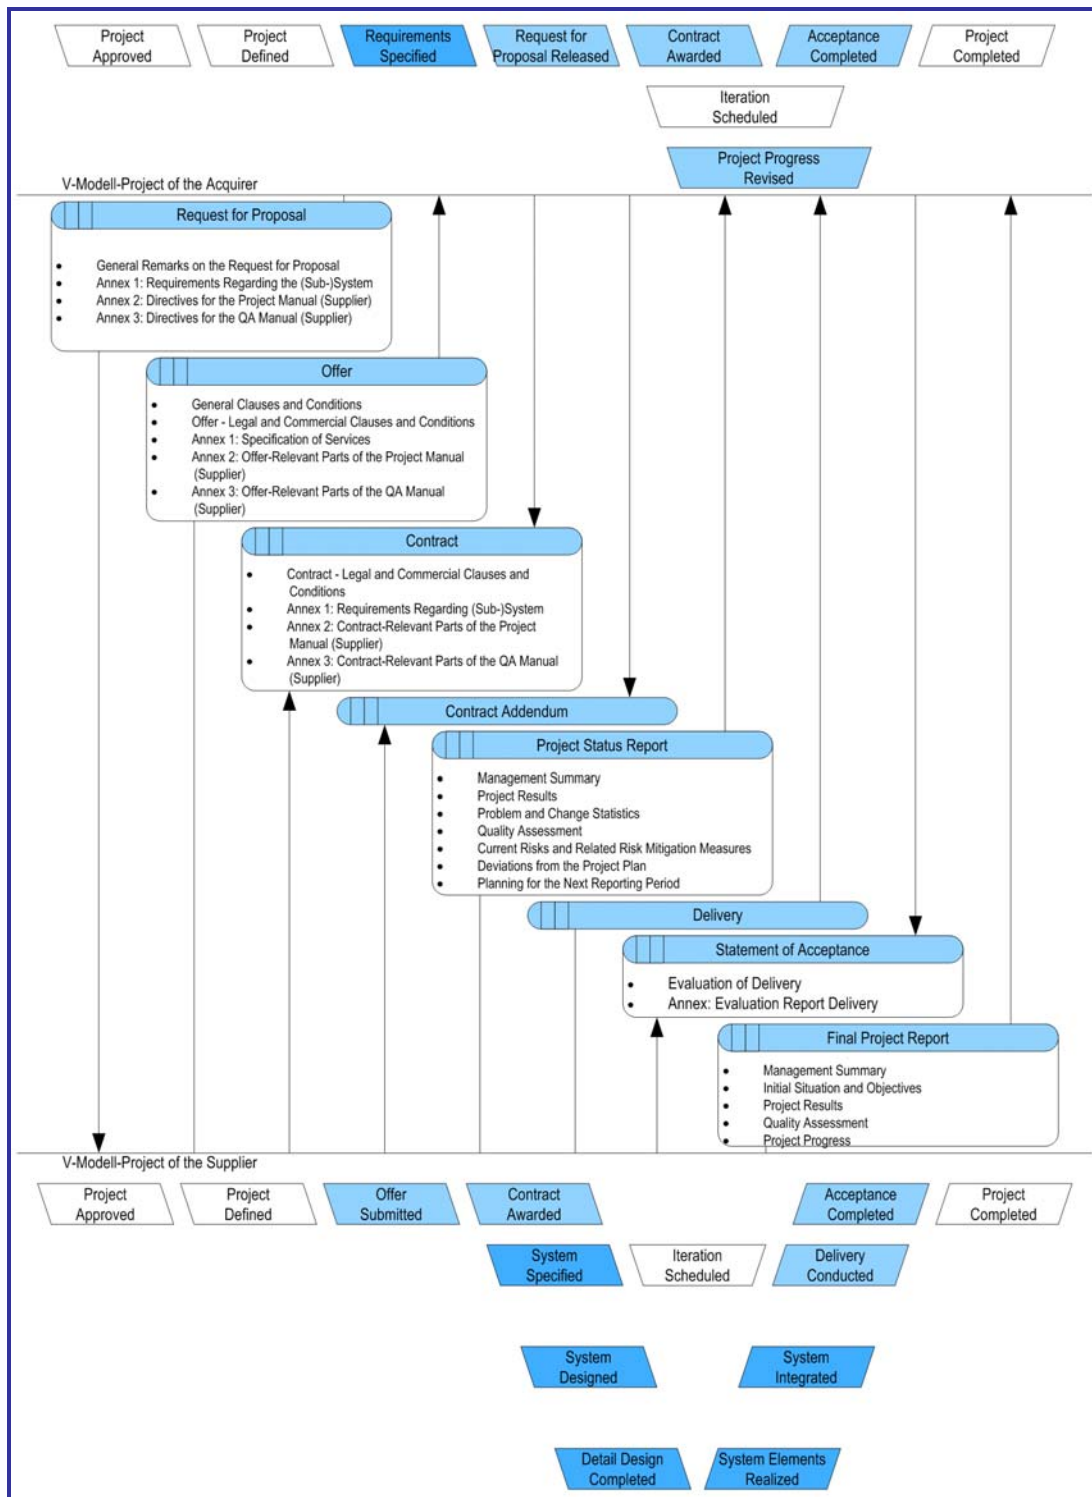 Project
Approved
Project
Defined
Requirements
Specified
Request for
Proposal Released
Contract
Awarded
Acceptance
Completed
Project
Completed
Iteration
Scheduled
Project Progress
Revised
V-Modell-Project of the Acquirer
Request for Proposal
• General Remarks on the Request for Proposal
• Annex 1: Requirements Regarding the (Sub-)System
• Annex 2: Directives for the Project Manual (Supplier)
• Annex 3: Directives for the QA Manual (Supplier)
Offer
• General Clauses and Conditions
• Offer - Legal and Commercial Clauses and Conditions
• Annex 1: Specification of Services
• Annex 2: Offer-Relevant Parts of the Project Manual
(Supplier)
• Annex 3: Offer-Relevant Parts of the QA Manual
(Supplier)
Contract
• Contract - Legal and Commercial Clauses and
Conditions
• Annex 1: Requirements Regarding (Sub-)System
• Annex 2: Contract-Relevant Parts of the Project
Manual (Supplier)
• Annex 3: Contract-Relevant Parts of the QA Manual
(Supplier)
Contract Addendum
Project Status Report
• Management Summary
• Project Results
• Problem and Change Statistics
• Quality Assessment
• Current Risks and Related Risk Mitigation Measures
• Deviations from the Project Plan
• Planning for the Next Reporting Period
Delivery
Statement of Acceptance
• Evaluation of Delivery
• Annex: Evaluation Report Delivery
Final Project Report
• Management Summary
• Initial Situation and Objectives
• Project Results
• Quality Assessment
• Project Progress
V-Modell-Project of the Supplier
Project
Approved
Project
Defined
Offer
Submitted
Contract
Awarded
Acceptance
Completed
Project
Completed
System
Specified
Iteration
Scheduled
Delivery
Conducted
System
Designed
System
Integrated
Detail Design
Completed
System Elements
Realized